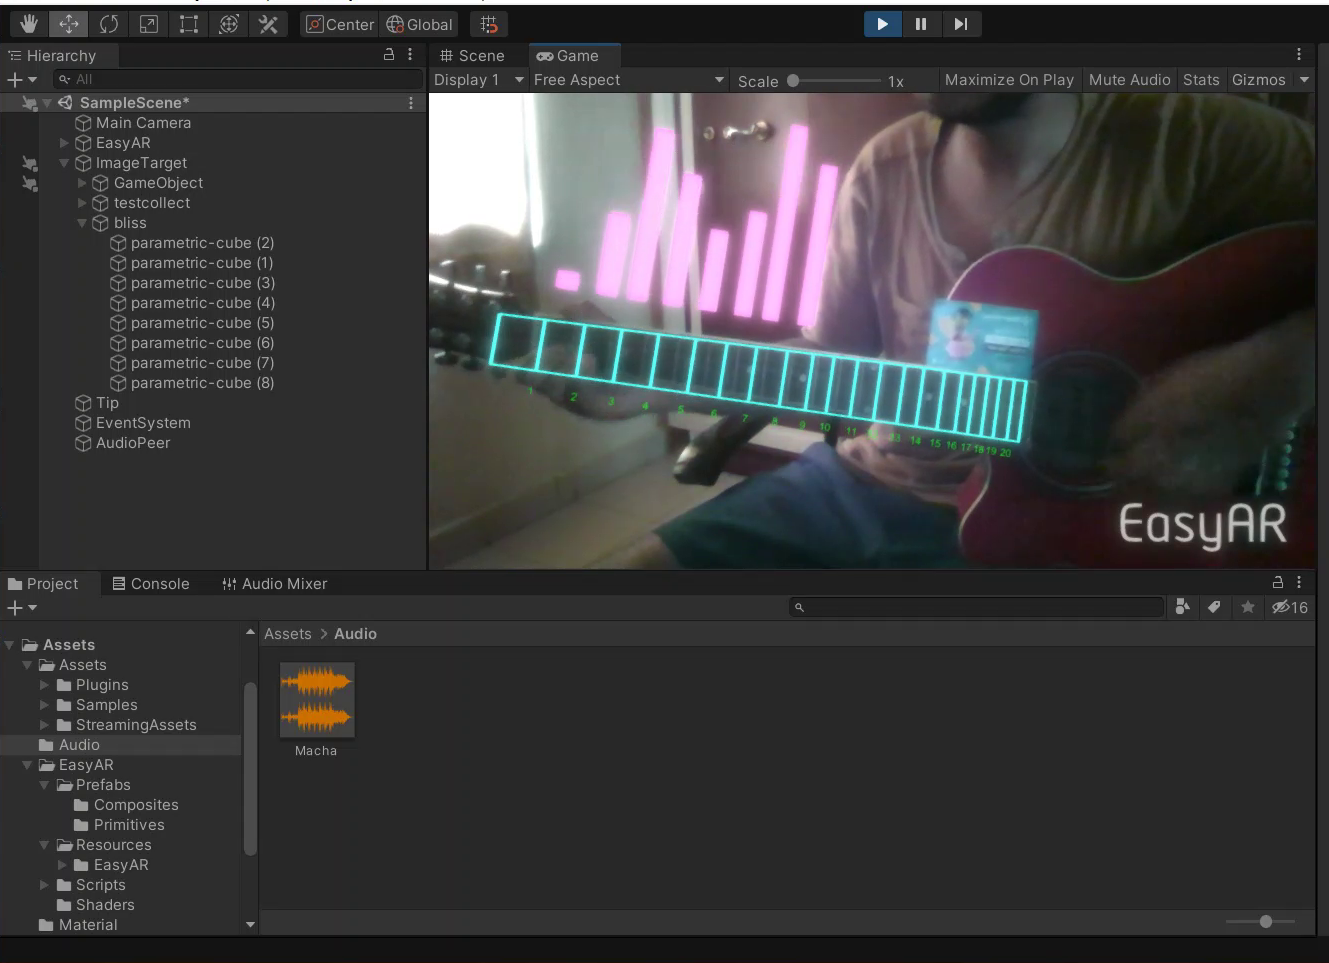 Center Global
Hierarchy
All
SampleScene*
Main Camera
EasyAR
ImageTarget
GameObject
testcollect
bliss
parametric-cube (2)
parametric-cube (1)
parametric-cube (3)
parametric-cube (4)
parametric-cube (5)
parametric-cube (6)
parametric-cube (7)
parametric-cube (8)
Tip
EventSystem
AudioPeer
Scene Game
Display 1 Free Aspect Scale 1x Maximize On Play Mute Audio Stats Gizmos
1 2 3 4 5 6 7 8 9 10 11 13 14 15 16 17 18 19 20
EasyAR
Project Console Audio Mixer
16
Assets
Assets
Plugins
Samples
StreamingAssets
Audio
EasyAR
Prefabs
Composites
Primitives
Resources
EasyAR
Scripts
Shaders
Material
Assets > Audio
Macha